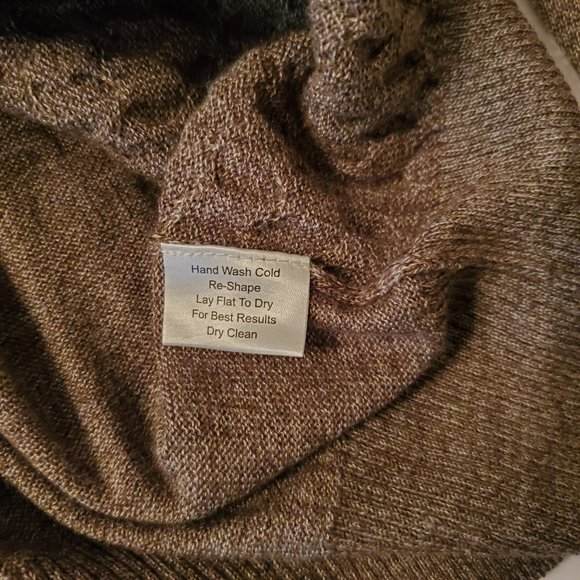 Hand Wash Cold
Re-Shape
Lay Flat To Dry
For Best Results
Dry Clean